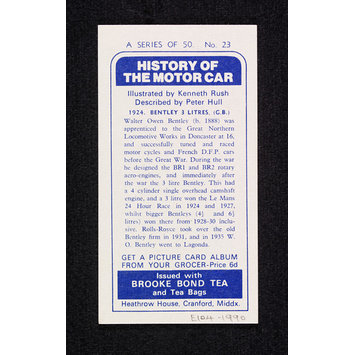 A SERIES OF 50. No. 23
HISTORY OF
THE MOTOR CAR
Illustrated by Kenneth Rush
Described by Peter Hull
1924. BENTLEY 3 LITRES. (G.B.)
Walter Owen Bentley (b. 1888) was
apprenticed to the Great Northern
Locomotive Works in Doncaster at 16,
and successfully tuned and raced
motor cycles and French D.F.P. cars
before the Great War. During the war
he designed the BR1 and BR2 rotary
aero-engines, and immediately after
the war the 3 litre Bentley. This had
a 4 cylinder single overhead camshaft
engine, and a 3 litre won the Le Mans
24 Hour Race in 1924 and 1927,
whilst bigger Bentleys (4½ and 6½
litres) won there from 1928-30 inclu-
sive. Rolls-Royce took over the old
Bentley firm in 1931, and in 1935 W.
O. Bentley went to Lagonda.
GET A PICTURE CARD ALBUM
FROM YOUR GROCER-Price 6d
Issued with
BROOKE BOND TEA
and Tea Bags
Heathrow House, Cranford, Middx.
E104-1990